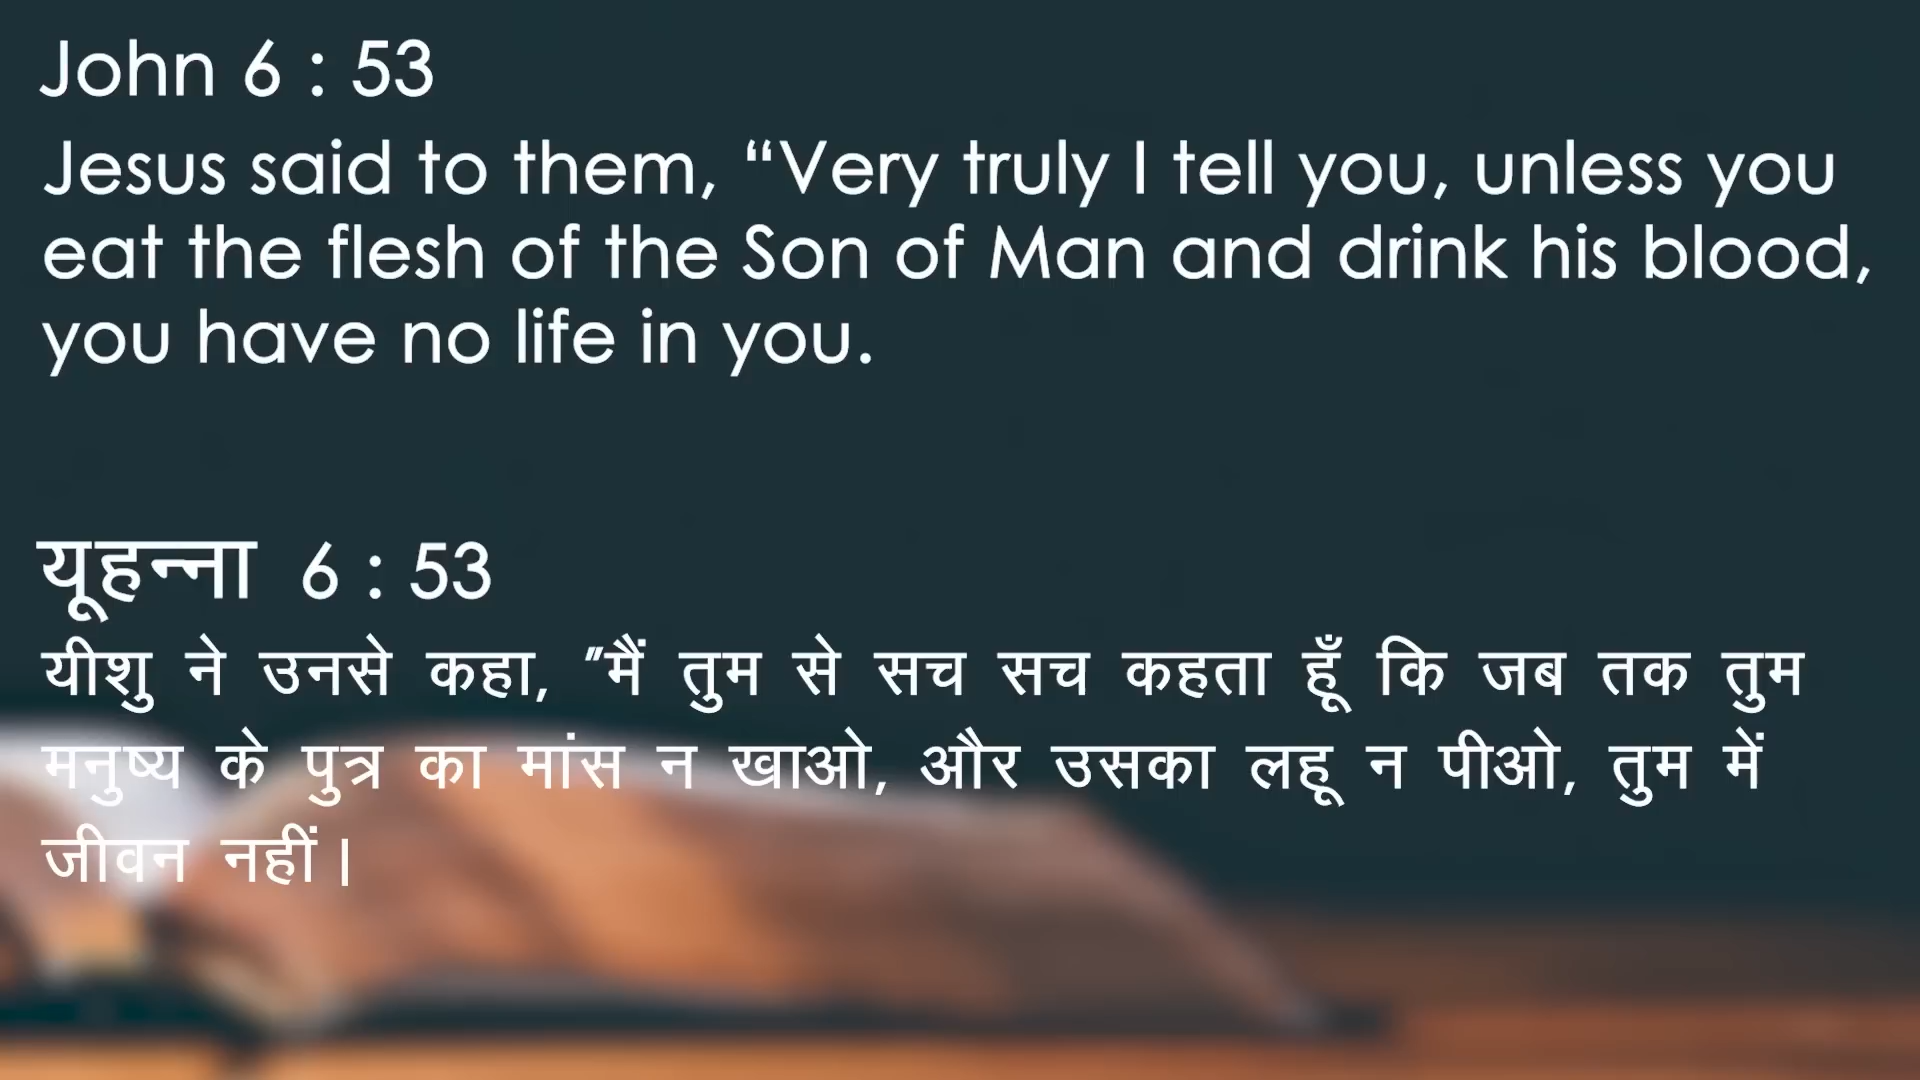 John 6 : 53
Jesus said to them, “Very truly I tell you, unless you
eat the flesh of the Son of Man and drink his blood,
you have no life in you.
यूहन्ना 6 : 53
यीशु ने उनसे कहा, "मैं तुम से सच सच कहता हूँ कि जब तक तुम
मनुष्य के पुत्र का मांस न खाओ, और उसका लहू न पीओ, तुम में
जीवन नहीं।